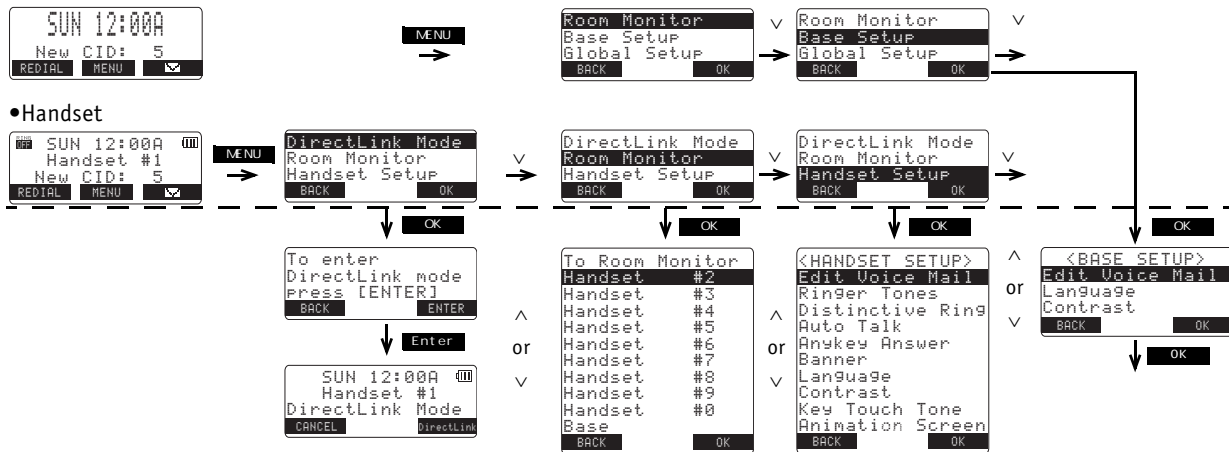 SUN 12:00A
New CID: 5
REDIAL MENU
MENU
Room Monitor
Base Setup
Global Setup
BACK OK
Room Monitor
Base Setup
Global Setup
BACK OK
•Handset
RING OFF SUN 12:00A
Handset #1
New CID: 5
REDIAL MENU
MENU
DirectLink Mode
Room Monitor
Handset Setup
BACK OK
DirectLink Mode
Room Monitor
Handset Setup
BACK OK
DirectLink Mode
Room Monitor
Handset Setup
BACK OK
OK
OK
OK
OK
To enter
DirectLink mode
press [ENTER]
BACK ENTER
Enter
SUN 12:00A
Handset #1
DirectLink Mode
CANCEL DirectLink
or
To Room Monitor
Handset #2
Handset #3
Handset #4
Handset #5
Handset #6
Handset #7
Handset #8
Handset #9
Handset #0
Base
BACK OK
or
<HANDSET SETUP>
Edit Voice Mail
Ringer Tones
Distinctive Ring
Auto Talk
Anykey Answer
Banner
Language
Contrast
Key Touch Tone
Animation Screen
BACK OK
or
<BASE SETUP>
Edit Voice Mail
Language
Contrast
BACK OK
OK